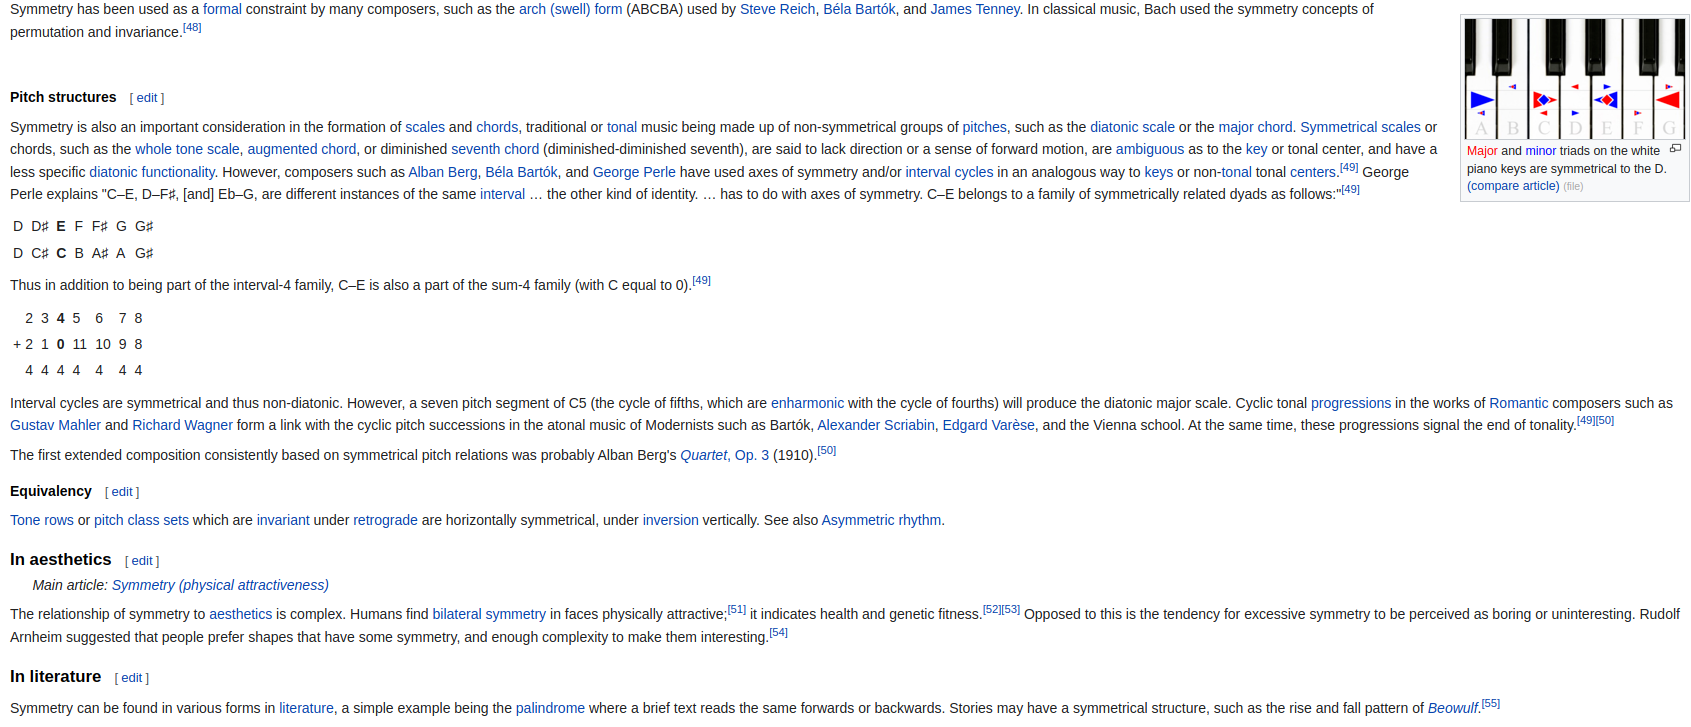 Symmetry has been used as a formal constraint by many composers, such as the arch (swell) form (ABCBA) used by Steve Reich, Béla Bartók, and James Tenney. In classical music, Bach used the symmetry concepts of
permutation and invariance.[48]
A B C D E F G
Major and minor triads on the white
piano keys are symmetrical to the D.
(compare article) (file)
Pitch structures [ edit ]
Symmetry is also an important consideration in the formation of scales and chords, traditional or tonal music being made up of non-symmetrical groups of pitches, such as the diatonic scale or the major chord. Symmetrical scales or
chords, such as the whole tone scale, augmented chord, or diminished seventh chord (diminished-diminished seventh), are said to lack direction or a sense of forward motion, are ambiguous as to the key or tonal center, and have a
less specific diatonic functionality. However, composers such as Alban Berg, Béla Bartók, and George Perle have used axes of symmetry and/or interval cycles in an analogous way to keys or non-tonal tonal centers.[49] George
Perle explains "C–E, D–F♯, [and] Eb–G, are different instances of the same interval … the other kind of identity. … has to do with axes of symmetry. C–E belongs to a family of symmetrically related dyads as follows:"[49]
D D♯ E F F♯ G G♯
D C♯ C B A♯ A G♯
Thus in addition to being part of the interval-4 family, C–E is also a part of the sum-4 family (with C equal to 0).[49]
2 3 4 5 6 7 8
+ 2 1 0 11 10 9 8
4 4 4 4 4 4 4
Interval cycles are symmetrical and thus non-diatonic. However, a seven pitch segment of C5 (the cycle of fifths, which are enharmonic with the cycle of fourths) will produce the diatonic major scale. Cyclic tonal progressions in the works of Romantic composers such as
Gustav Mahler and Richard Wagner form a link with the cyclic pitch successions in the atonal music of Modernists such as Bartók, Alexander Scriabin, Edgard Varèse, and the Vienna school. At the same time, these progressions signal the end of tonality.[49][50]
The first extended composition consistently based on symmetrical pitch relations was probably Alban Berg's Quartet, Op. 3 (1910).[50]
Equivalency [ edit ]
Tone rows or pitch class sets which are invariant under retrograde are horizontally symmetrical, under inversion vertically. See also Asymmetric rhythm.
In aesthetics [ edit ]
Main article: Symmetry (physical attractiveness)
The relationship of symmetry to aesthetics is complex. Humans find bilateral symmetry in faces physically attractive;[51] it indicates health and genetic fitness.[52][53] Opposed to this is the tendency for excessive symmetry to be perceived as boring or uninteresting. Rudolf
Arnheim suggested that people prefer shapes that have some symmetry, and enough complexity to make them interesting.[54]
In literature [ edit ]
Symmetry can be found in various forms in literature, a simple example being the palindrome where a brief text reads the same forwards or backwards. Stories may have a symmetrical structure, such as the rise and fall pattern of Beowulf.[55]